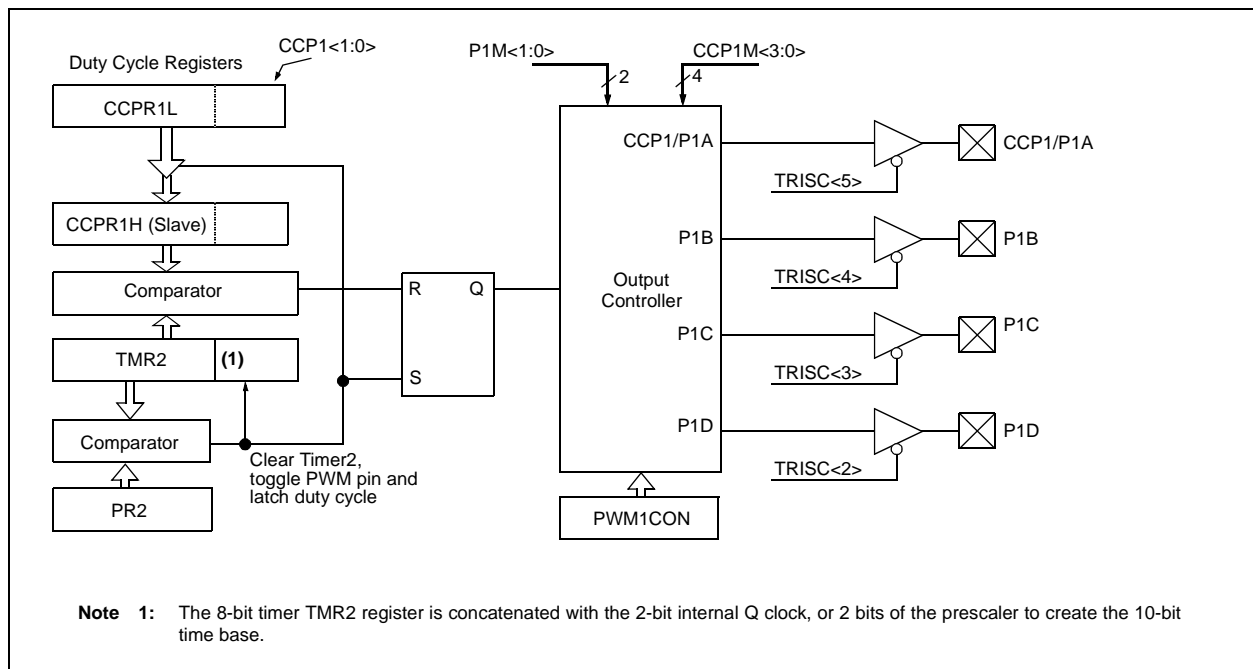 CCP1<1:0>
Duty Cycle Registers
CCPR1L
CCPR1H (Slave)
Comparator
TMR2
(1)
Comparator
PR2
Clear Timer2,
toggle PWM pin and
latch duty cycle
R
Q
S
P1M<1:0>
2
CCP1M<3:0>
4
Output
Controller
CCP1/P1A
P1B
P1C
P1D
PWM1CON
TRISC<5>
CCP1/P1A
TRISC<4>
P1B
TRISC<3>
P1C
TRISC<2>
P1D
Note 1: The 8-bit timer TMR2 register is concatenated with the 2-bit internal Q clock, or 2 bits of the prescaler to create the 10-bit
time base.